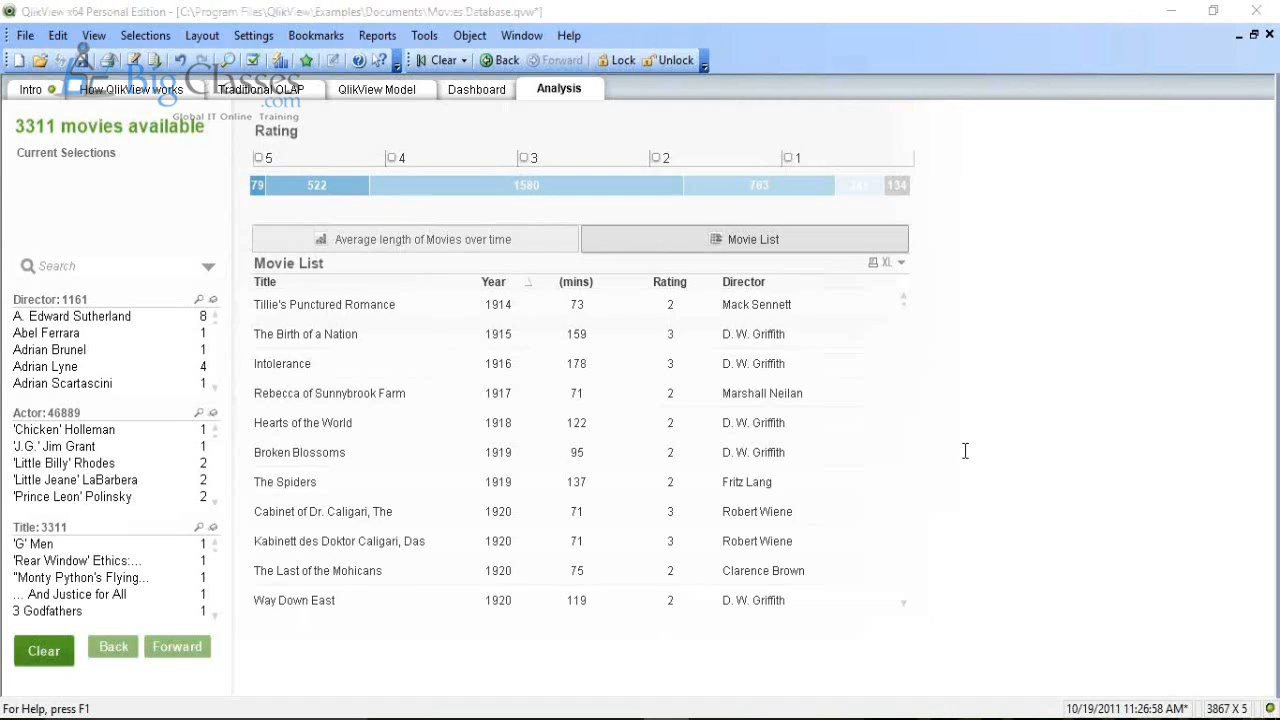 QlikView x64 Personal Edition - [C:\Program Files\QlikView\Examples\Documents\Movies Database.qvw*]
File Edit View Selections Layout Settings Bookmarks Reports Tools Object Window Help
Clear Back Forward Lock Unlock
BigClasses
.com
Global IT Online Training
Intro How QlikView works Traditional OLAP QlikView Model Dashboard Analysis
3311 movies available
Current Selections
Rating
5 4 3 2 1
79 522 1580 763 134
Average length of Movies over time Movie List
Search
Movie List XL
Title Year (mins) Rating Director
Tillie's Punctured Romance 1914 73 2 Mack Sennett
The Birth of a Nation 1915 159 3 D. W. Griffith
Intolerance 1916 178 3 D. W. Griffith
Rebecca of Sunnybrook Farm 1917 71 2 Marshall Neilan
Hearts of the World 1918 122 2 D. W. Griffith
Broken Blossoms 1919 95 2 D. W. Griffith
The Spiders 1919 137 2 Fritz Lang
Cabinet of Dr. Caligari, The 1920 71 3 Robert Wiene
Kabinett des Doktor Caligari, Das 1920 71 3 Robert Wiene
The Last of the Mohicans 1920 75 2 Clarence Brown
Way Down East 1920 119 2 D. W. Griffith
Director: 1161
A. Edward Sutherland 8
Abel Ferrara 1
Adrian Brunel 1
Adrian Lyne 4
Adrian Scartascini 1
Actor: 46889
'Chicken' Holleman 1
'J.G.' Jim Grant 1
'Little Billy' Rhodes 2
'Little Jeane' LaBarbera 2
'Prince Leon' Polinsky 2
Title: 3311
'G' Men 1
'Rear Window' Ethics:... 1
"Monty Python's Flying... 1
... And Justice for All 1
3 Godfathers 1
Clear Back Forward
For Help, press F1 10/19/2011 11:26:58 AM* 3867 X 5